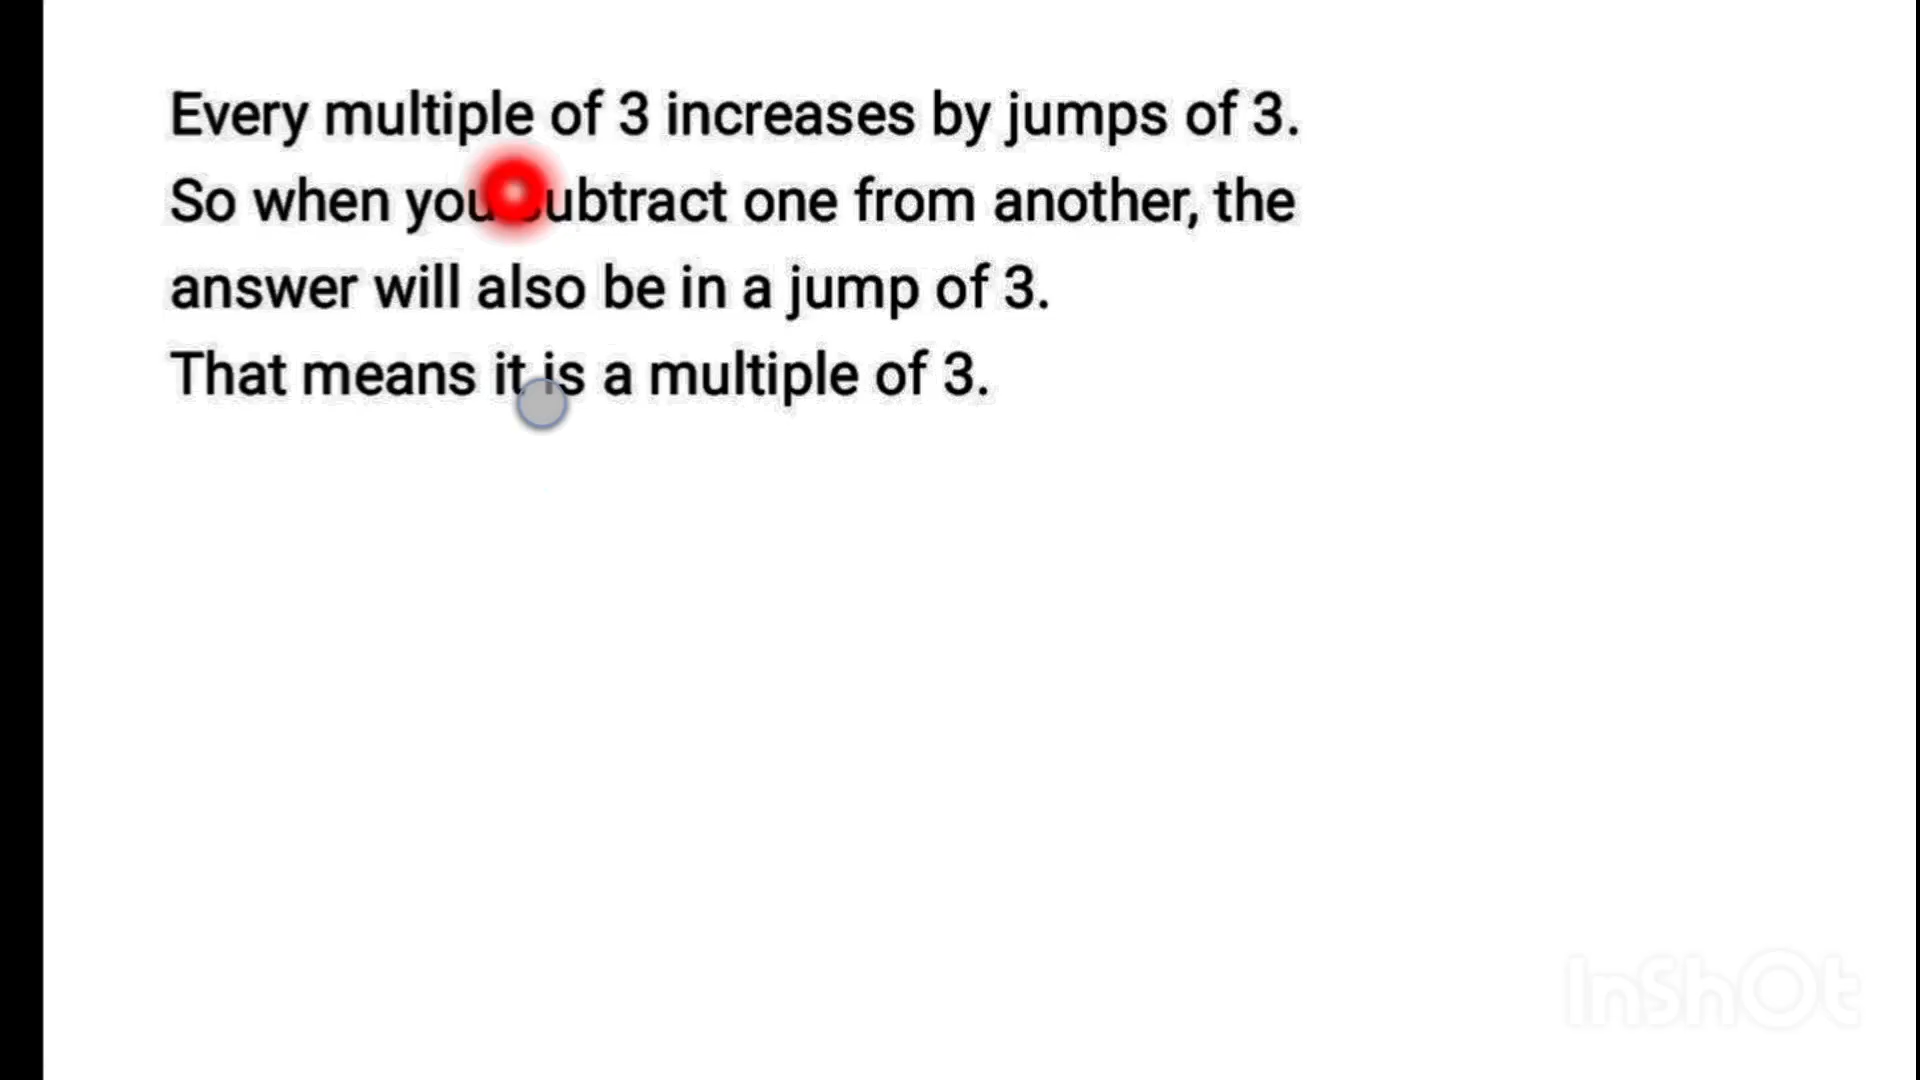 Every multiple of 3 increases by jumps of 3.
So when you subtract one from another, the
answer will also be in a jump of 3.
That means it is a multiple of 3.
InShOt